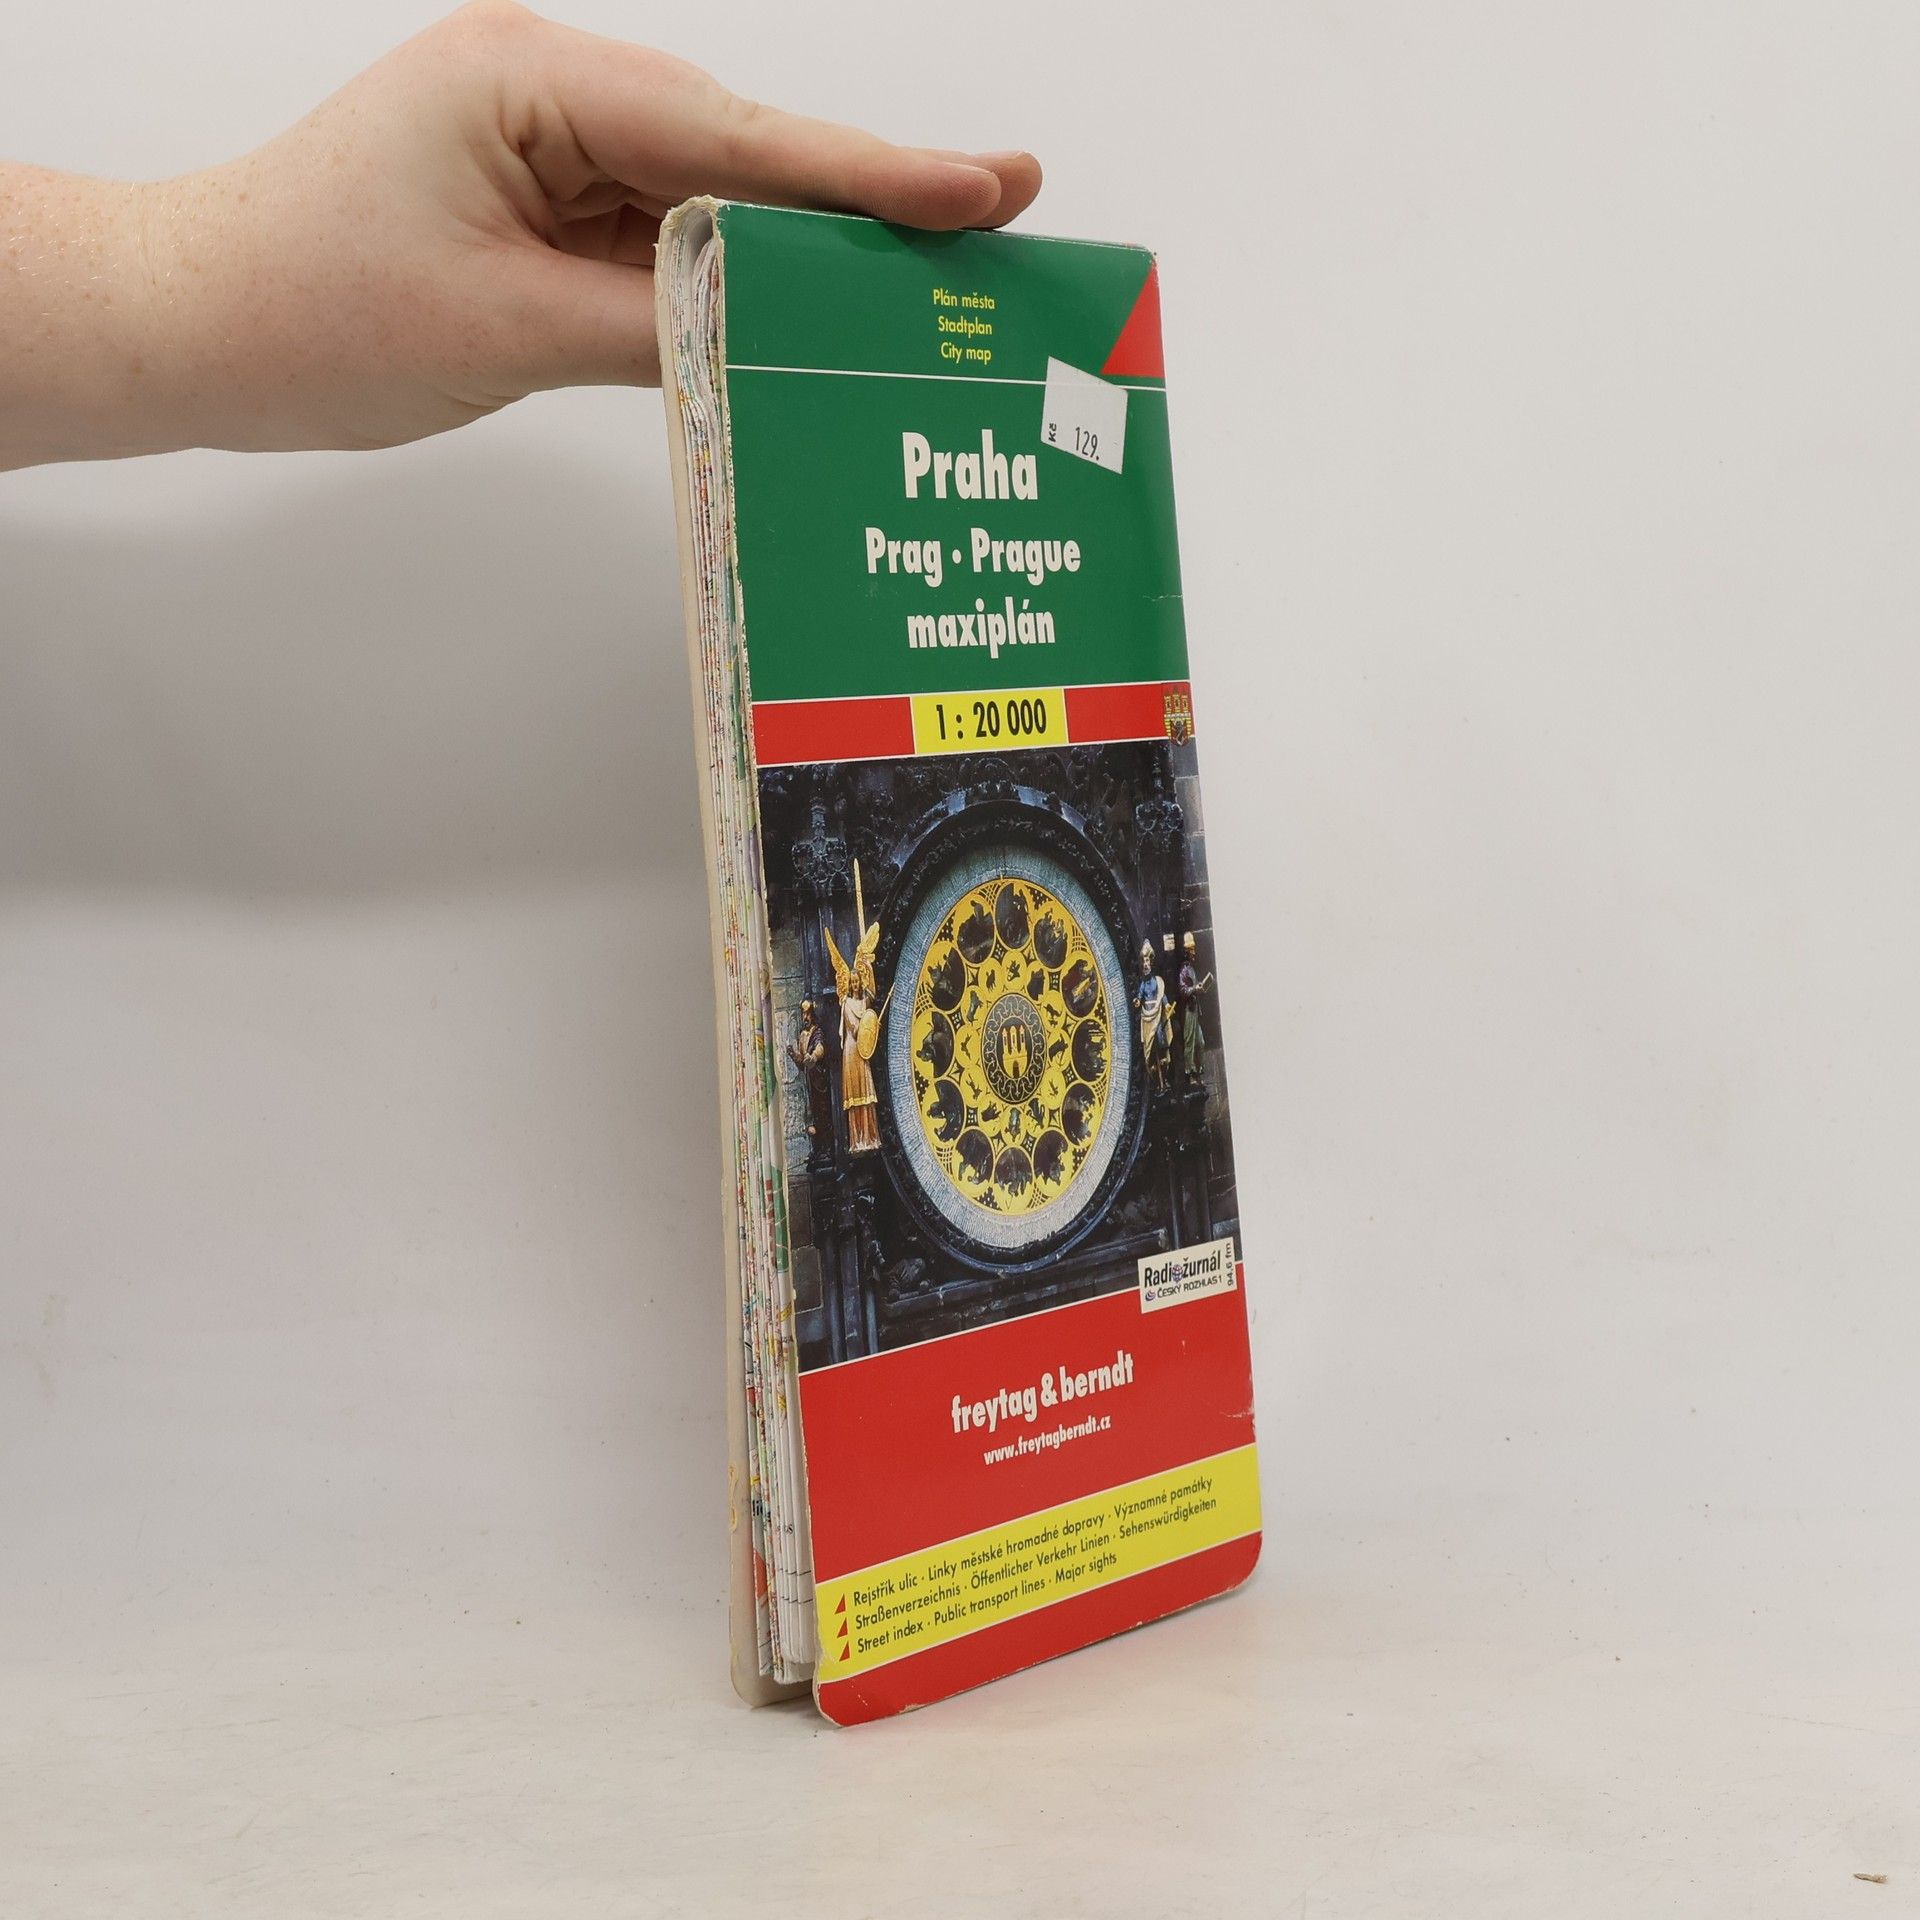 Plán města
Stadtplan
City map
Kč 129.
Praha
Prag · Prague
maxiplán
1 : 20 000
Radiožurnál
ČESKÝ ROZHLAS 1
94,6 fm
freytag & berndt
www.freytagberndt.cz
Rejstřík ulic · Linky městské hromadné dopravy · Významné památky
Straßenverzeichnis · Öffentlicher Verkehr Linien · Sehenswürdigkeiten
Street index · Public transport lines · Major sights